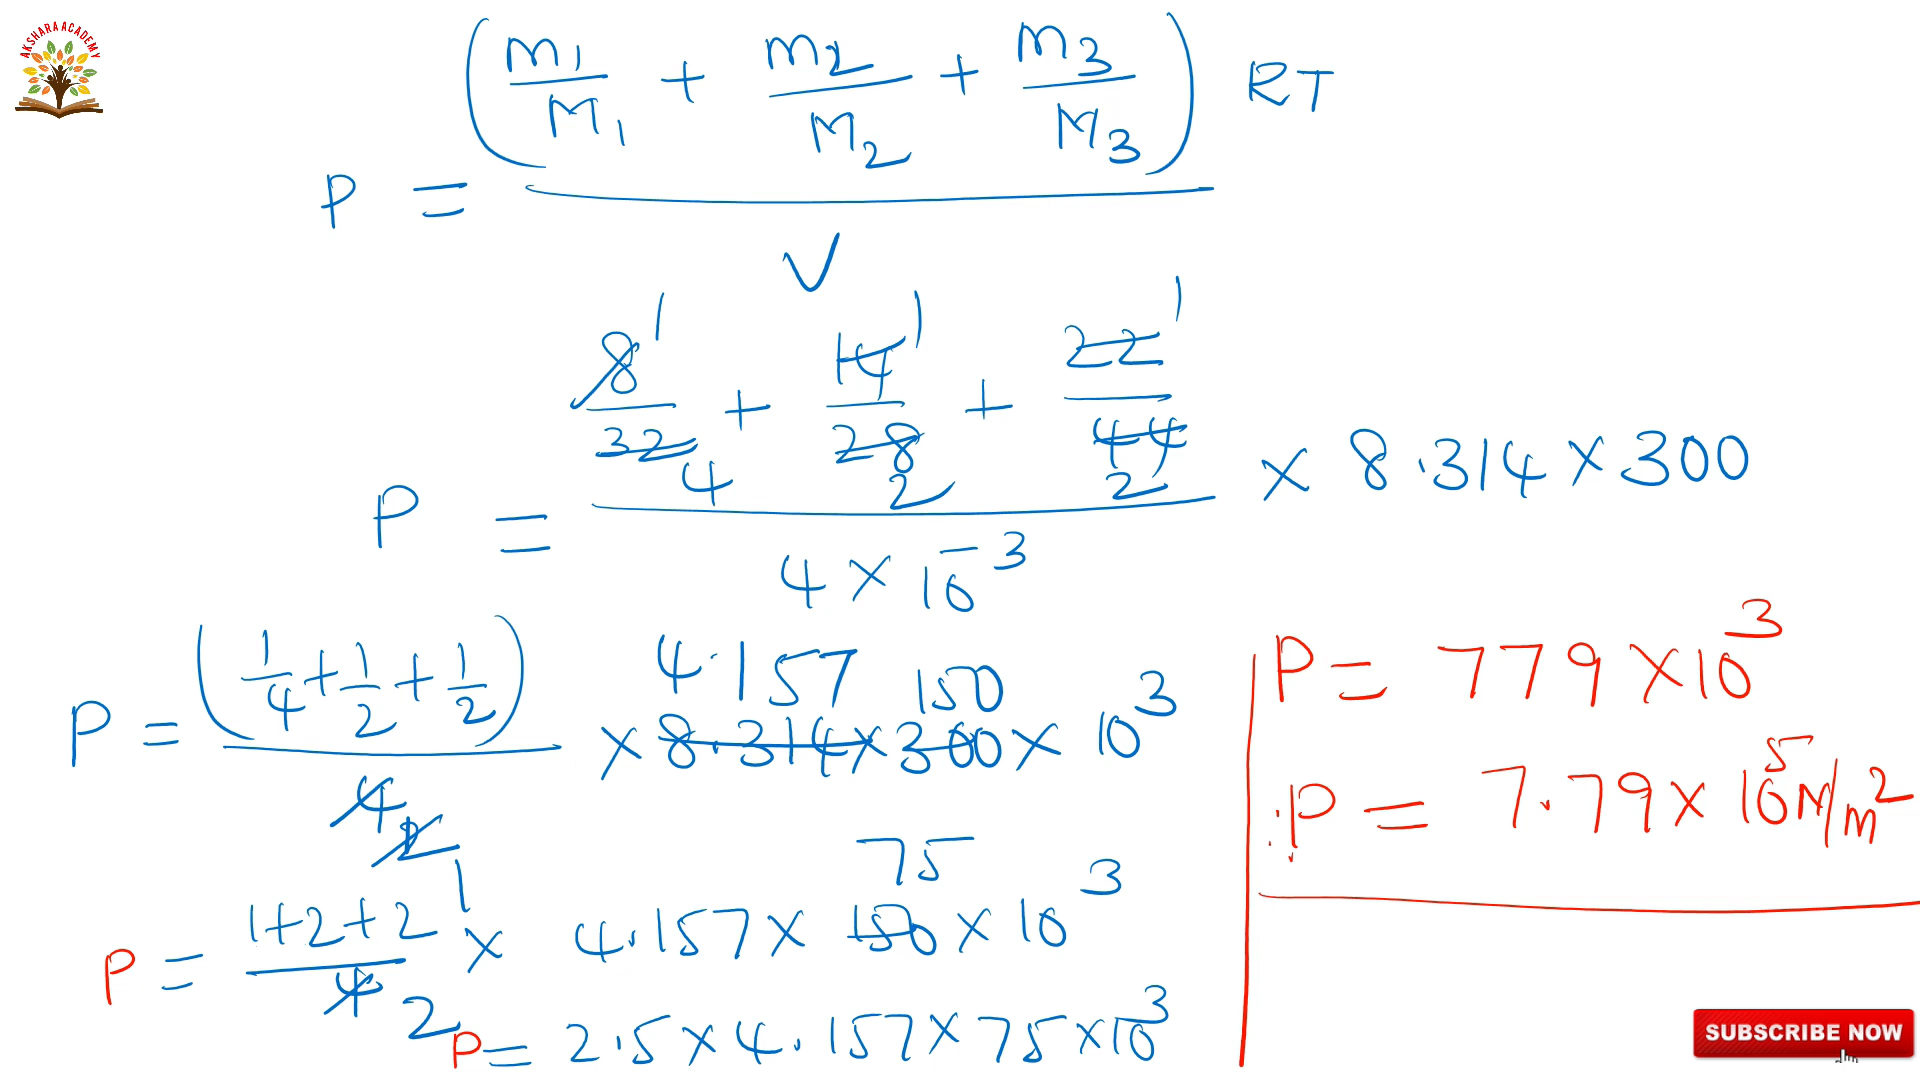 AKSHARA ACADEMY
P = (m1/M1 + m2/M2 + m3/M3) RT / V
P = 8 1/32 4 + 14 1/28 2 + 22 1/44 2 / 4 × 10^-3 × 8.314 × 300
P = (1/4 + 1/2 + 1/2) / 4 2 1 × 8.314 × 300 × 10^3
4.157 150
P = 1+2+2 / 4 2 × 4.157 × 150 × 10^3
75
P = 2.5 × 4.157 × 75 × 10^3
P = 779 × 10^3
∴ P = 7.79 × 10^5 N/m^2
SUBSCRIBE NOW